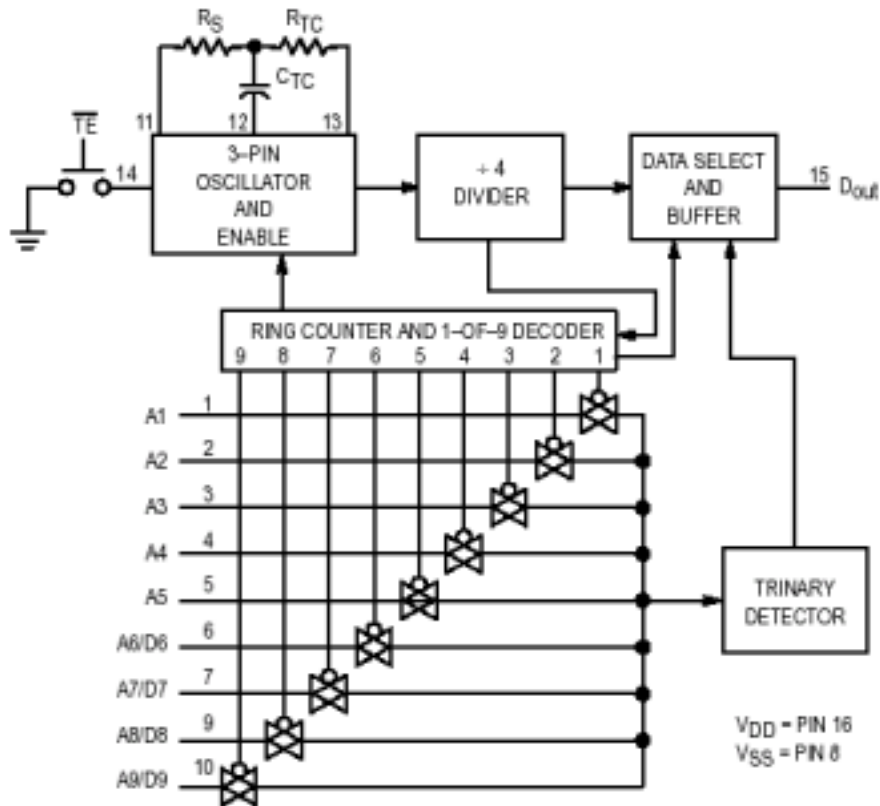 RS RTC
CTC
TE
11 12 13
14
3–PIN
OSCILLATOR
AND
ENABLE
÷ 4
DIVIDER
DATA SELECT
AND
BUFFER
15 Dout
RING COUNTER AND 1–OF–9 DECODER
9 8 7 6 5 4 3 2 1
A1 1
A2 2
A3 3
A4 4
A5 5
A6/D6 6
A7/D7 7
A8/D8 9
A9/D9 10
TRINARY
DETECTOR
VDD = PIN 16
VSS = PIN 8